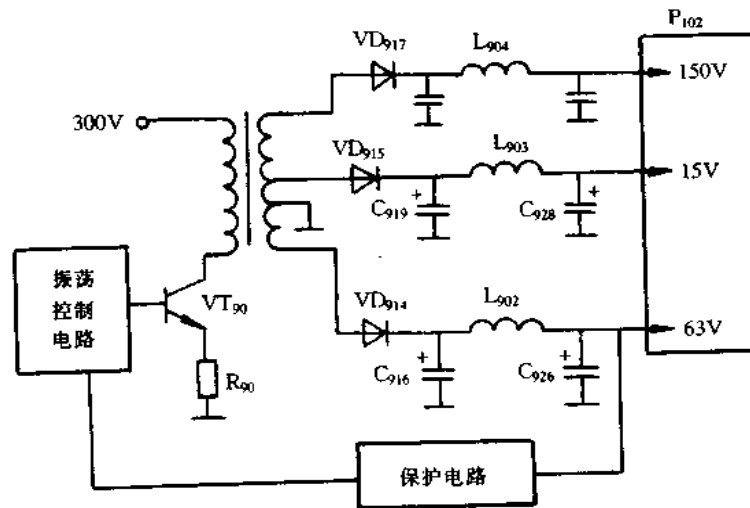 P102
VD917
L904
150V
300V
VD915
L903
15V
+
C919
C928
+
振荡
控制
电路
VT90
VD914
L902
63V
+
C916
C926
+
R90
保护电路